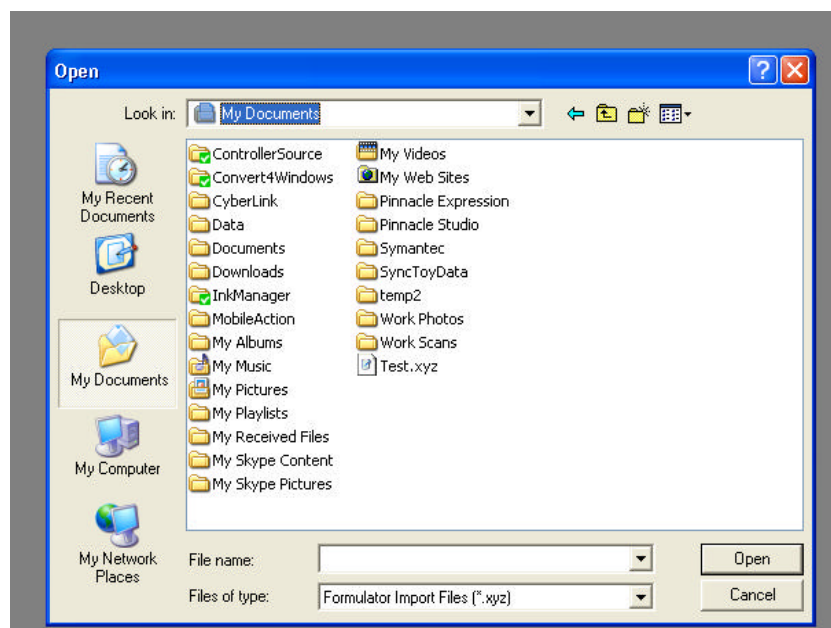 Open
Look in:
My Documents
My Recent
Documents
Desktop
My Documents
My Computer
My Network
Places
ControllerSource
Convert4Windows
CyberLink
Data
Documents
Downloads
InkManager
MobileAction
My Albums
My Music
My Pictures
My Playlists
My Received Files
My Skype Content
My Skype Pictures
My Videos
My Web Sites
Pinnacle Expression
Pinnacle Studio
Symantec
SyncToyData
temp2
Work Photos
Work Scans
Test.xyz
File name:
Open
Files of type:
Formulator Import Files (*.xyz)
Cancel